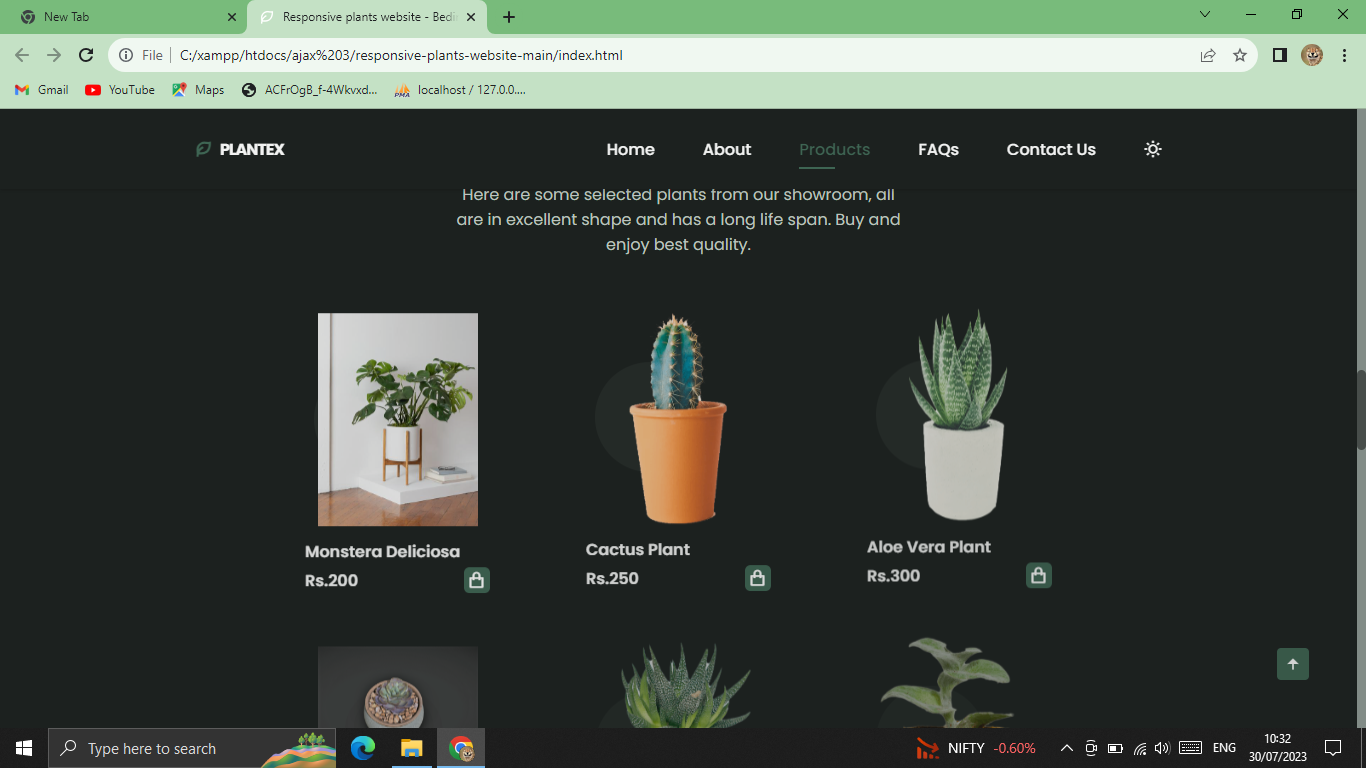 New Tab
Responsive plants website - Bedi
File
C:/xampp/htdocs/ajax%203/responsive-plants-website-main/index.html
Gmail
YouTube
Maps
ACFrOgB_f-4Wkvxd...
PMA
localhost / 127.0.0....
PLANTEX
Home
About
Products
FAQs
Contact Us
Here are some selected plants from our showroom, all
are in excellent shape and has a long life span. Buy and
enjoy best quality.
Monstera Deliciosa
Rs.200
Cactus Plant
Rs.250
Aloe Vera Plant
Rs.300
Type here to search
NIFTY -0.60%
ENG
10:32
30/07/2023